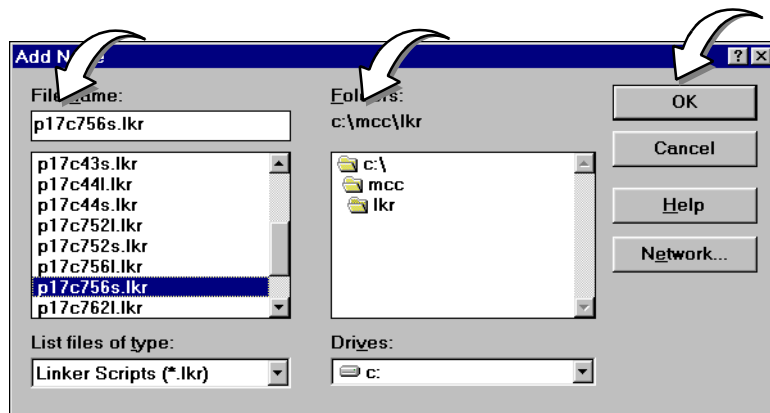 Add N e
? ×
File name:
p17c756s.lkr
p17c43s.lkr
p17c44l.lkr
p17c44s.lkr
p17c752l.lkr
p17c752s.lkr
p17c756l.lkr
p17c756s.lkr
p17c762l.lkr
List files of type:
Linker Scripts (*.lkr)
Folders:
c:\mcc\lkr
c:\
mcc
lkr
Drives:
c:
OK
Cancel
Help
Network...